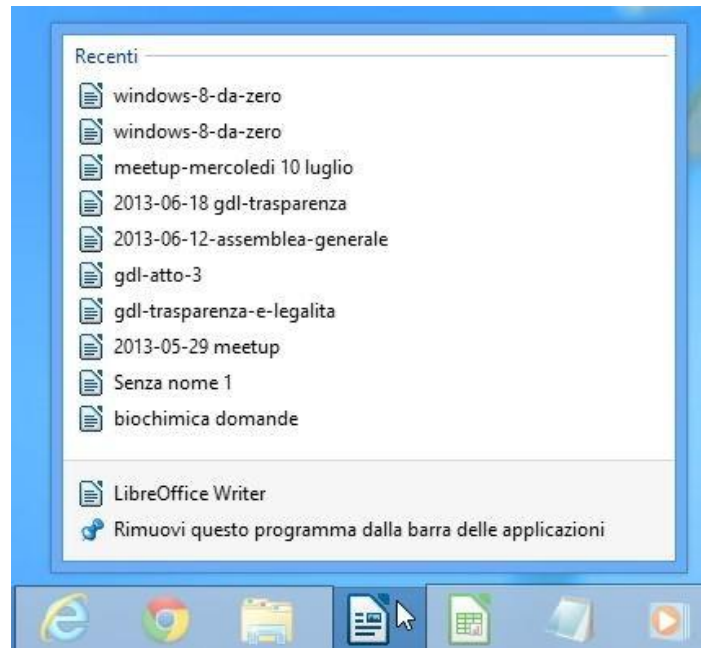 Recenti
windows-8-da-zero
windows-8-da-zero
meetup-mercoledi 10 luglio
2013-06-18 gdl-trasparenza
2013-06-12-assemblea-generale
gdl-atto-3
gdl-trasparenza-e-legalita
2013-05-29 meetup
Senza nome 1
biochimica domande
LibreOffice Writer
Rimuovi questo programma dalla barra delle applicazioni